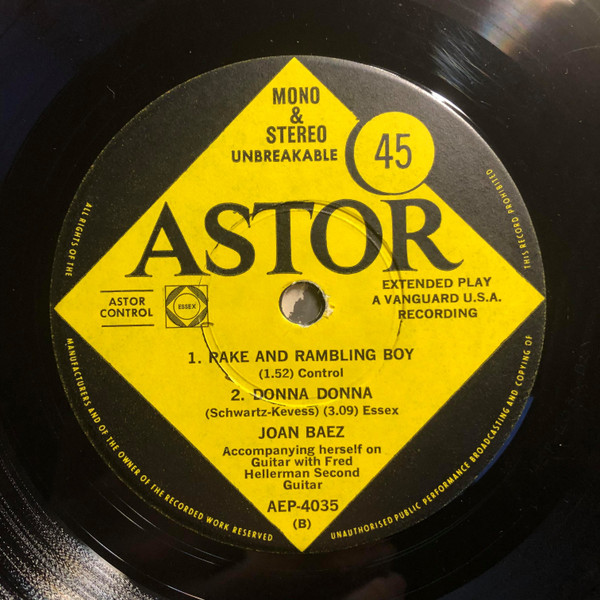 MONO
&
STEREO
UNBREAKABLE
45
ASTOR
ASTOR
CONTROL
ESSEX
EXTENDED PLAY
A VANGUARD U.S.A.
RECORDING
1. RAKE AND RAMBLING BOY
(1.52) Control
2. DONNA DONNA
(Schwartz-Kevess) (3.09) Essex
JOAN BAEZ
Accompanying herself on
Guitar with Fred
Hellerman Second
Guitar
AEP-4035
(B)
ALL RIGHTS OF THE
MANUFACTURERS AND OF THE OWNER OF THE RECORDED WORK RESERVED
UNAUTHORISED PUBLIC PERFORMANCE BROADCASTING AND COPYING OF
THIS RECORD PROHIBITED